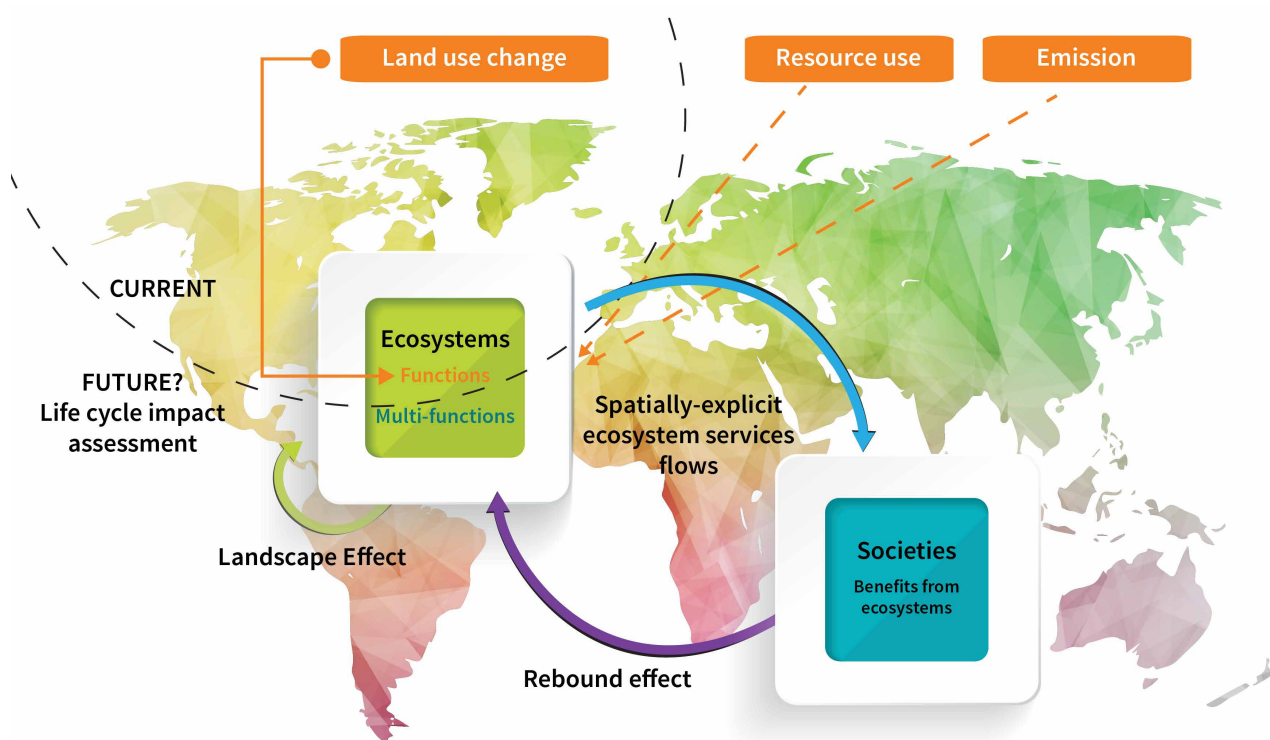 Land use change
Resource use
Emission
CURRENT
FUTURE?
Life cycle impact
assessment
Ecosystems
Functions
Multi-functions
Spatially-explicit
ecosystem services
flows
Landscape Effect
Societies
Benefits from
ecosystems
Rebound effect